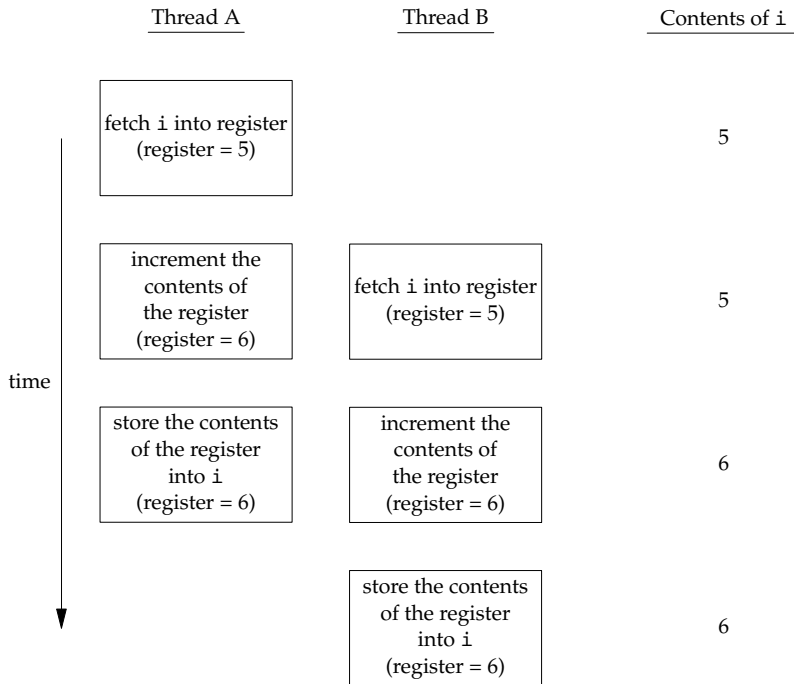 Thread A
Thread B
Contents of i
fetch i into register
(register = 5)
5
increment the
contents of
the register
(register = 6)
fetch i into register
(register = 5)
5
time
store the contents
of the register
into i
(register = 6)
increment the
contents of
the register
(register = 6)
6
store the contents
of the register
into i
(register = 6)
6